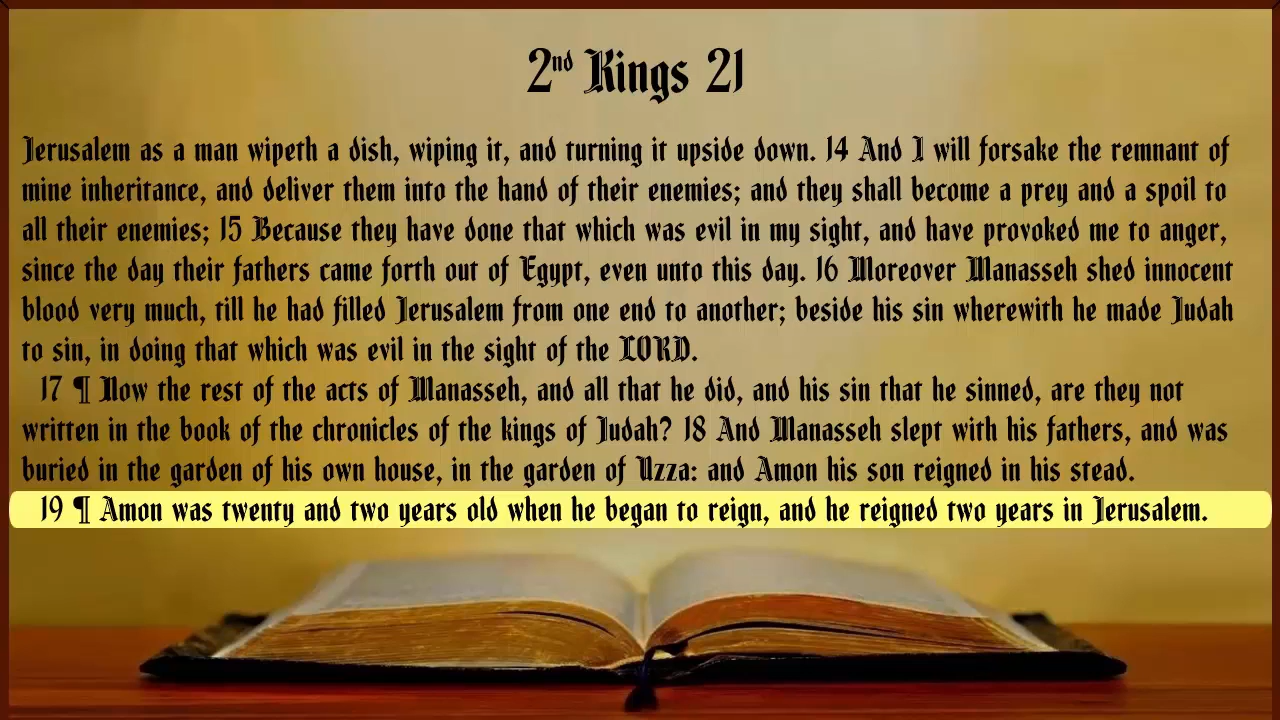 2nd Kings 21
Jerusalem as a man wipeth a dish, wiping it, and turning it upside down. 14 And I will forsake the remnant of
mine inheritance, and deliver them into the hand of their enemies; and they shall become a prey and a spoil to
all their enemies; 15 Because they have done that which was evil in my sight, and have provoked me to anger,
since the day their fathers came forth out of Egypt, even unto this day. 16 Moreover Manasseh shed innocent
blood very much, till he had filled Jerusalem from one end to another; beside his sin wherewith he made Judah
to sin, in doing that which was evil in the sight of the LORD.
17 ¶ Now the rest of the acts of Manasseh, and all that he did, and his sin that he sinned, are they not
written in the book of the chronicles of the kings of Judah? 18 And Manasseh slept with his fathers, and was
buried in the garden of his own house, in the garden of Uzza: and Amon his son reigned in his stead.
19 ¶ Amon was twenty and two years old when he began to reign, and he reigned two years in Jerusalem.